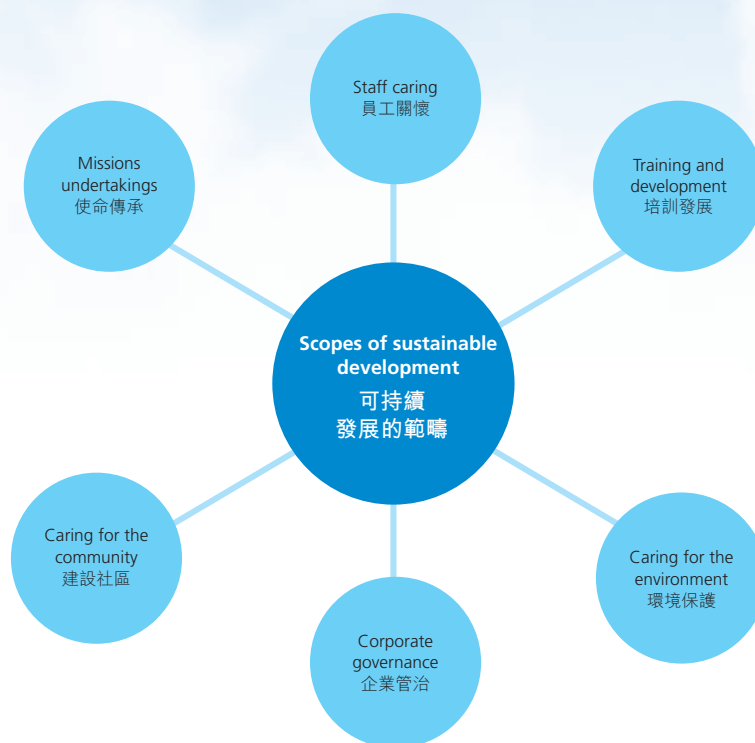 Staff caring
員工關懷
Missions
undertakings
使命傳承
Training and
development
培訓發展
Scopes of sustainable
development
可持續
發展的範疇
Caring for the
community
建設社區
Caring for the
environment
環境保護
Corporate
governance
企業管治